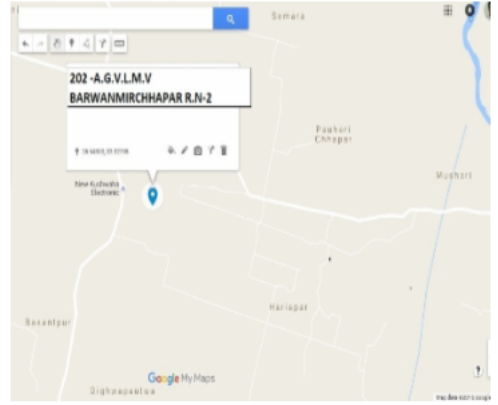 Semara
202 -A.G.V.L.M.V
BARWANMIRCHHAPAR R.N-2
Pauhari
Chhapar
Mushari
New Kushwaha
Electronic
Hariapar
Basantpur
Google My Maps